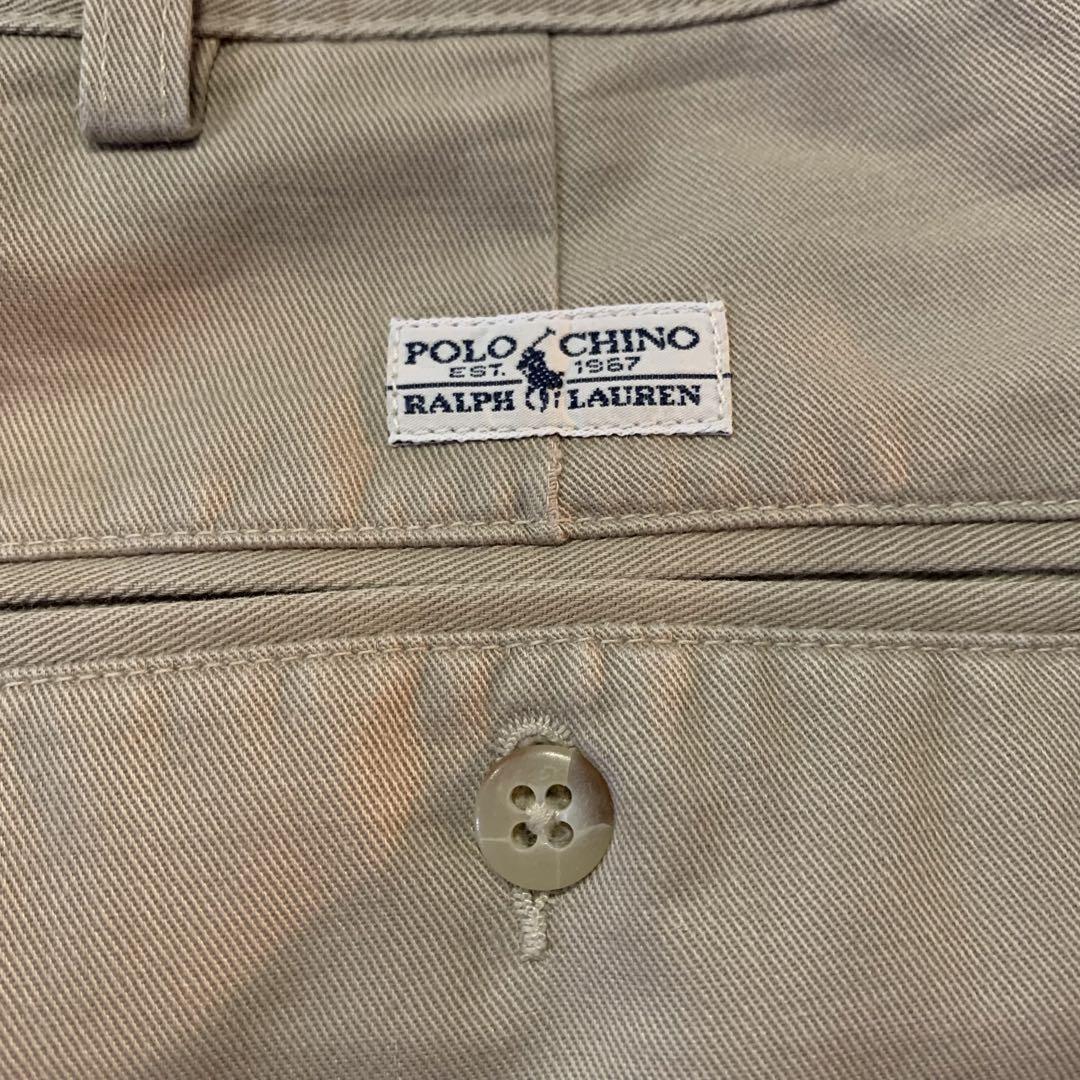 POLO CHINO
EST. 1967
RALPH LAUREN